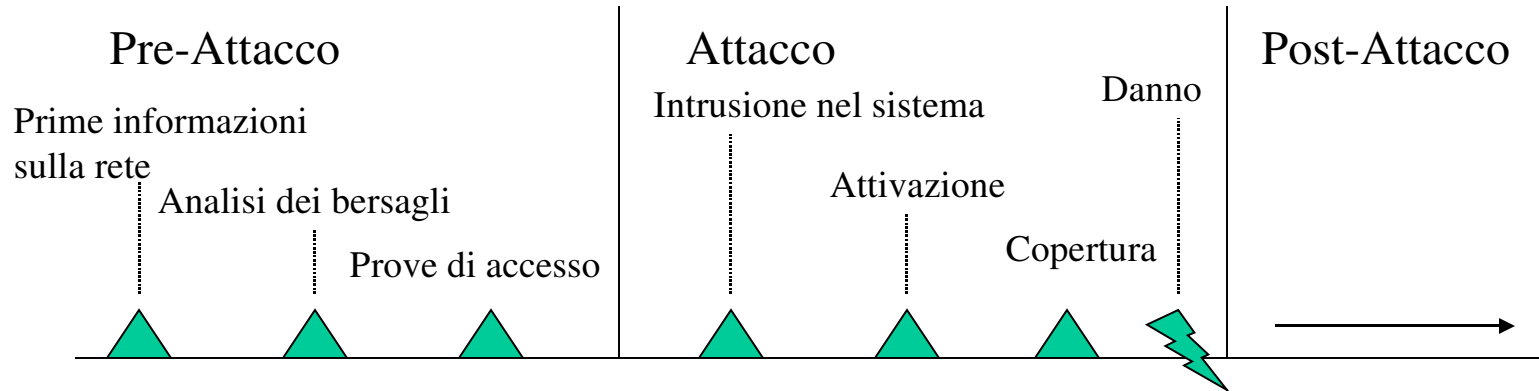 Pre-Attacco
Prime informazioni
sulla rete
Analisi dei bersagli
Prove di accesso
Attacco
Intrusione nel sistema
Attivazione
Copertura
Danno
Post-Attacco